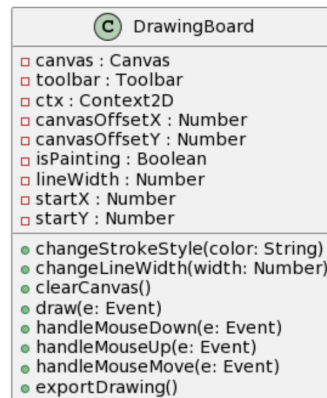 C DrawingBoard
canvas : Canvas
toolbar : Toolbar
ctx : Context2D
canvasOffsetX : Number
canvasOffsetY : Number
isPainting : Boolean
lineWidth : Number
startX : Number
startY : Number
changeStrokeStyle(color: String)
changeLineWidth(width: Number)
clearCanvas()
draw(e: Event)
handleMouseDown(e: Event)
handleMouseUp(e: Event)
handleMouseMove(e: Event)
exportDrawing()